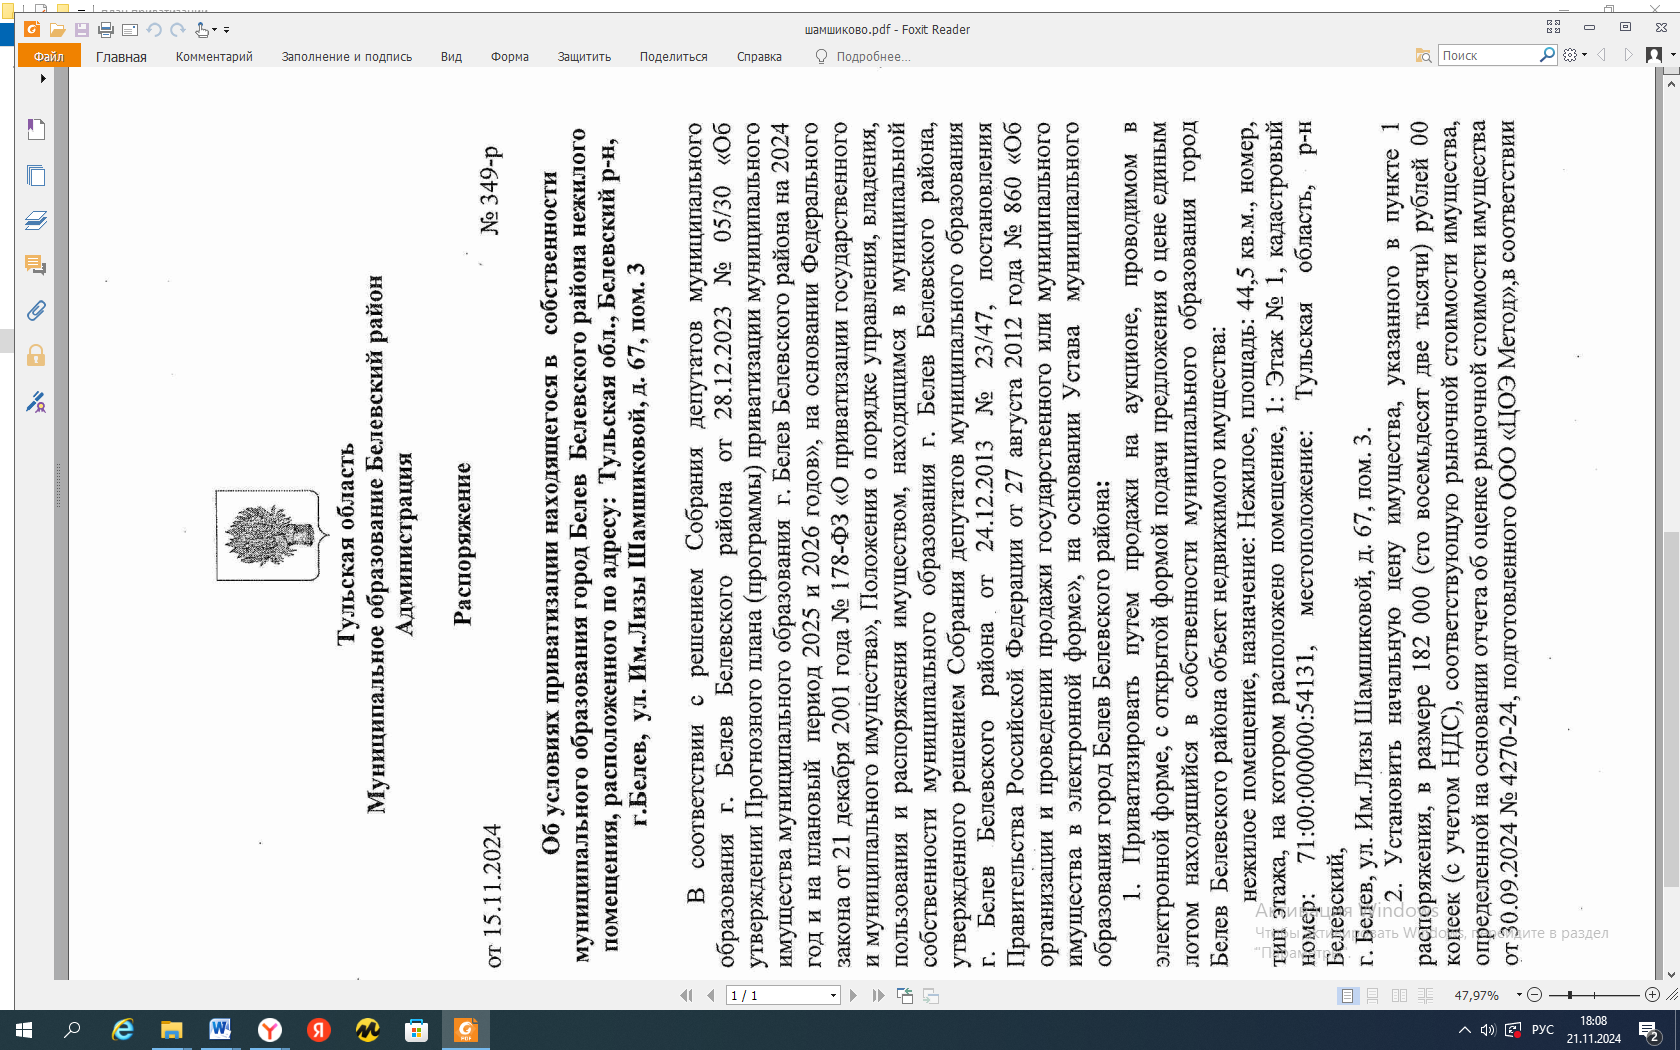 план приватизации
шамшиково.pdf - Foxit Reader
Файл
Главная
Комментарий
Заполнение и подпись
Вид
Форма
Защитить
Поделиться
Справка
Подробнее...
Поиск
Тульская область
Муниципальное образование Белевский район
Администрация
Распоряжение
от 15.11.2024 № 349-р
Об условиях приватизации находящегося в собственности
муниципального образования город Белев Белевского района нежилого
помещения, расположенного по адресу: Тульская обл., Белевский р-н,
г.Белев, ул. Им.Лизы Шамшиковой, д. 67, пом. 3
В соответствии с решением Собрания депутатов муниципального
образования г. Белев Белевского района от 28.12.2023 № 05/30 «Об
утверждении Прогнозного плана (программы) приватизации муниципального
имущества муниципального образования г. Белев Белевского района на 2024
год и на плановый период 2025 и 2026 годов», на основании Федерального
закона от 21 декабря 2001 года № 178-ФЗ «О приватизации государственного
и муниципального имущества», Положения о порядке управления, владения,
пользования и распоряжения имуществом, находящимся в муниципальной
собственности муниципального образования г. Белев Белевского района,
утвержденного решением Собрания депутатов муниципального образования
г. Белев Белевского района от 24.12.2013 № 23/47, постановления
Правительства Российской Федерации от 27 августа 2012 года № 860 «Об
организации и проведении продажи государственного или муниципального
имущества в электронной форме», на основании Устава муниципального
образования город Белев Белевского района:
1. Приватизировать путем продажи на аукционе, проводимом в
электронной форме, с открытой формой подачи предложения о цене единым
лотом находящийся в собственности муниципального образования город
Белев Белевского района объект недвижимого имущества:
нежилое помещение, назначение: Нежилое, площадь: 44,5 кв.м., номер,
тип этажа, на котором расположено помещение, 1: Этаж № 1, кадастровый
номер: 71:00:000000:54131, местоположение: Тульская область, р-н
Белевский,
г. Белев, ул. Им.Лизы Шамшиковой, д. 67, пом. 3.
2. Установить начальную цену имущества, указанного в пункте 1
распоряжения, в размере 182 000 (сто восемьдесят две тысячи) рублей 00
копеек (с учетом НДС), соответствующую рыночной стоимости имущества,
определенной на основании отчета об оценке рыночной стоимости имущества
от 30.09.2024 № 4270-24, подготовленного ООО «ЦОЭ Метод»,в соответствии
Активация Windows
Чтобы активировать Windows, перейдите в раздел
"Параметры".
1 / 1
47,97%
РУС
18:08
21.11.2024
2